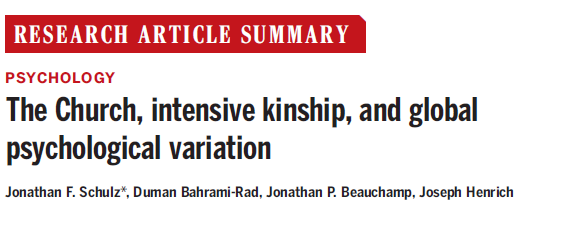 RESEARCH ARTICLE SUMMARY
PSYCHOLOGY
The Church, intensive kinship, and global
psychological variation
Jonathan F. Schulz*, Duman Bahrami-Rad, Jonathan P. Beauchamp, Joseph Henrich